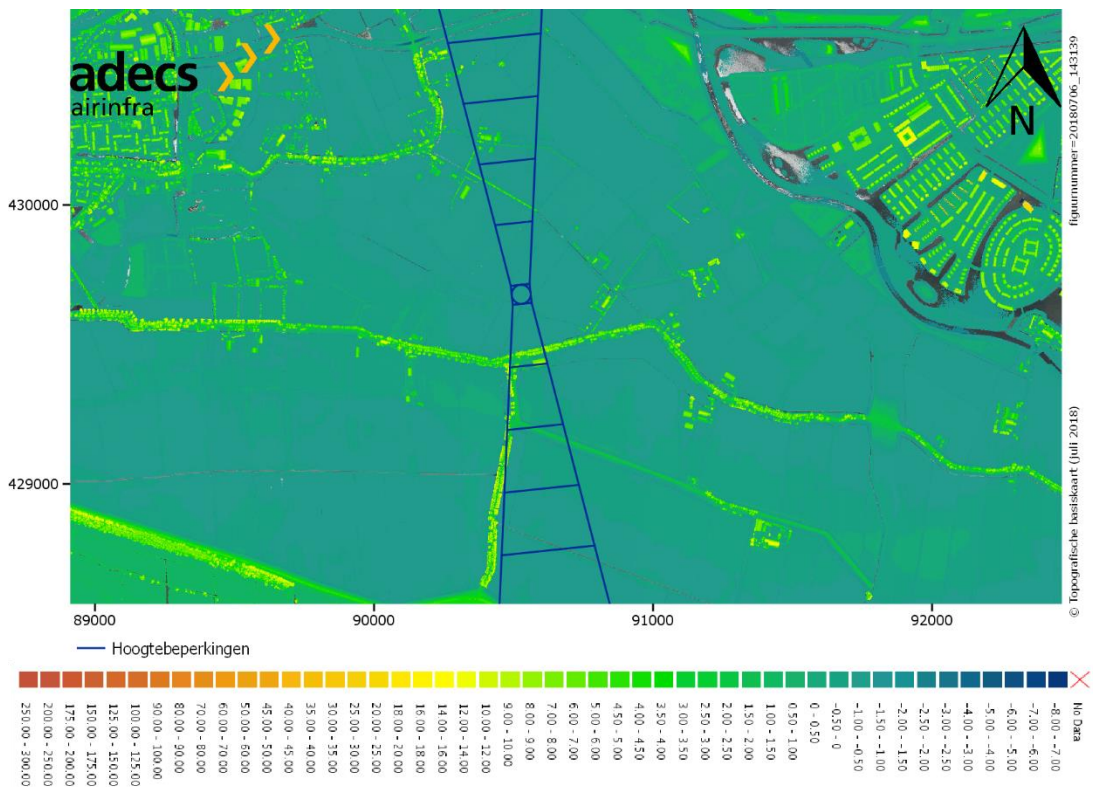 adecs
airinfra
N
figuurnummer=20180706_143139
© Topografische basiskaart (juli 2018)
430000
429000
89000
90000
91000
92000
Hoogtebeperkingen
250.00 - 300.00
200.00 - 250.00
175.00 - 200.00
150.00 - 175.00
125.00 - 150.00
100.00 - 125.00
90.00 - 100.00
80.00 - 90.00
70.00 - 80.00
60.00 - 70.00
50.00 - 60.00
45.00 - 50.00
40.00 - 45.00
35.00 - 40.00
30.00 - 35.00
25.00 - 30.00
20.00 - 25.00
18.00 - 20.00
16.00 - 18.00
14.00 - 16.00
12.00 - 14.00
10.00 - 12.00
9.00 - 10.00
8.00 - 9.00
7.00 - 8.00
6.00 - 7.00
5.00 - 6.00
4.50 - 5.00
4.00 - 4.50
3.50 - 4.00
3.00 - 3.50
2.50 - 3.00
2.00 - 2.50
1.50 - 2.00
1.00 - 1.50
0.50 - 1.00
0 - 0.50
-0.50 - 0
-1.00 - -0.50
-1.50 - -1.00
-2.00 - -1.50
-2.50 - -2.00
-3.00 - -2.50
-4.00 - -3.00
-5.00 - -4.00
-6.00 - -5.00
-7.00 - -6.00
-8.00 - -7.00
No Data